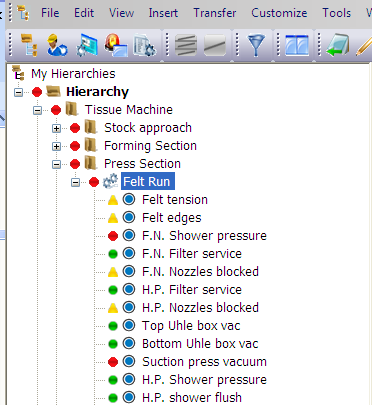 File Edit View Insert Transfer Customize Tools
My Hierarchies
Hierarchy
Tissue Machine
Stock approach
Forming Section
Press Section
Felt Run
Felt tension
Felt edges
F.N. Shower pressure
F.N. Filter service
F.N. Nozzles blocked
H.P. Filter service
H.P. Nozzles blocked
Top Uhle box vac
Bottom Uhle box vac
Suction press vacuum
H.P. Shower pressure
H.P. shower flush